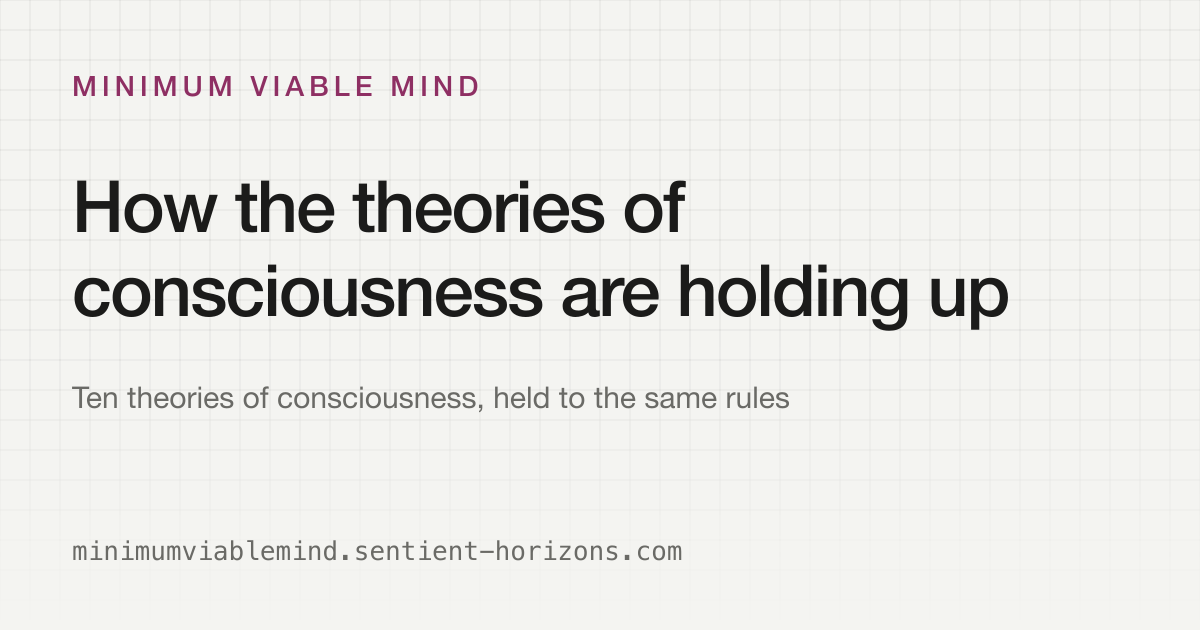 MINIMUM VIABLE MIND
How the theories of
consciousness are holding up
Ten theories of consciousness, held to the same rules
minimumviablemind.sentient-horizons.com